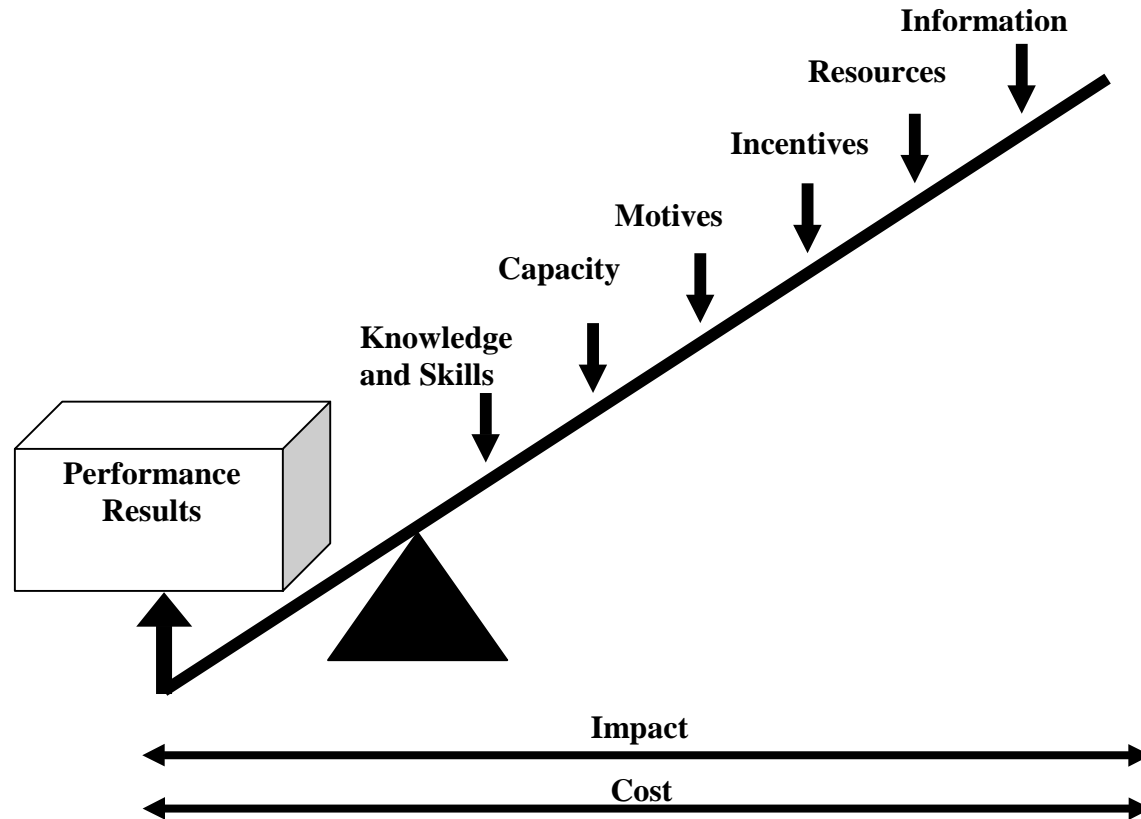 Information
Resources
Incentives
Motives
Capacity
Knowledge
and Skills
Performance
Results
Impact
Cost